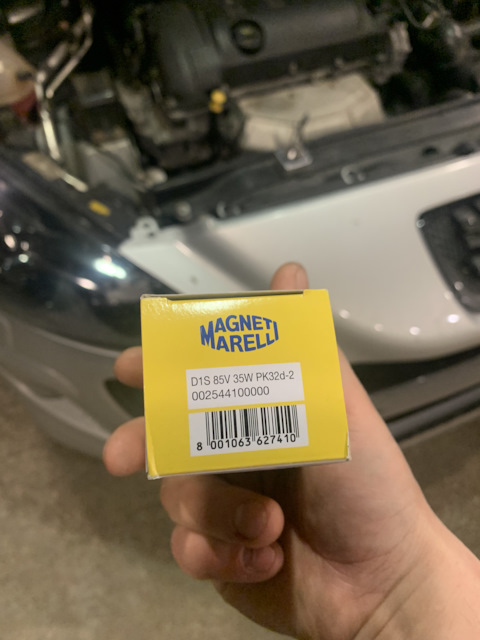 MAGNETI
MARELLI
D1S 85V 35W PK32d-2
002544100000
8 001063 627410